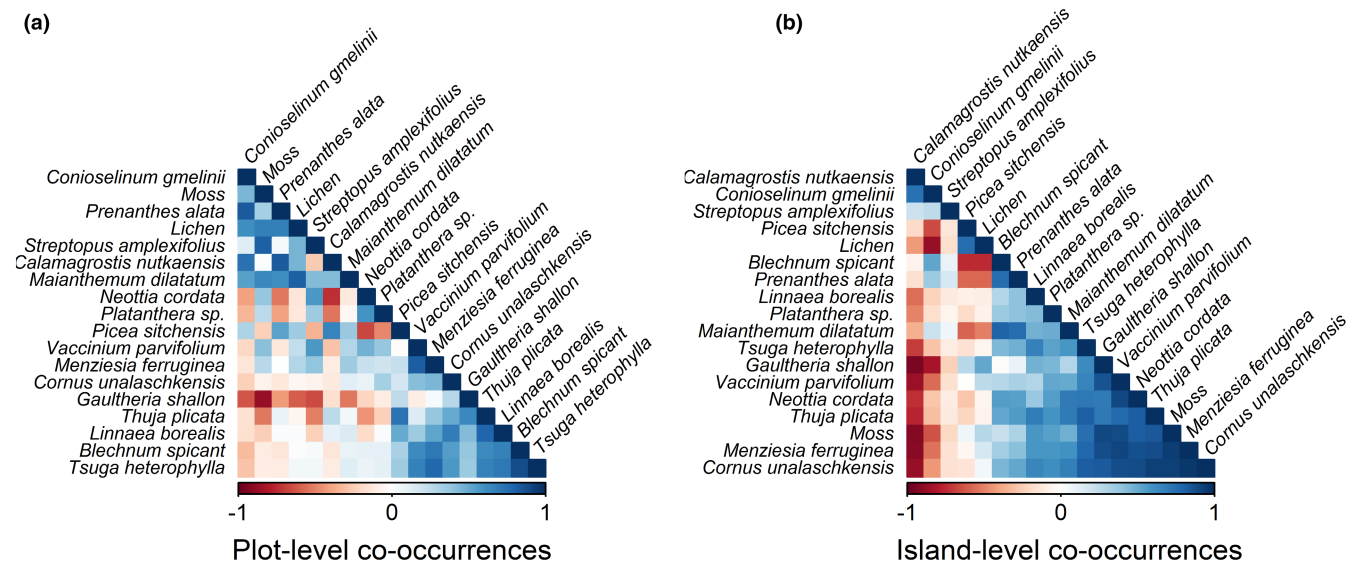 (a)
Conioselinum gmelinii
Moss
Prenanthes alata
Lichen
Streptopus amplexifolius
Calamagrostis nutkaensis
Maianthemum dilatatum
Neottia cordata
Platanthera sp.
Picea sitchensis
Vaccinium parvifolium
Menziesia ferruginea
Cornus unalaschkensis
Gaultheria shallon
Thuja plicata
Linnaea borealis
Blechnum spicant
Tsuga heterophylla
Conioselinum gmelinii
Moss
Prenanthes alata
Lichen
Streptopus amplexifolius
Calamagrostis nutkaensis
Maianthemum dilatatum
Neottia cordata
Platanthera sp.
Picea sitchensis
Vaccinium parvifolium
Menziesia ferruginea
Cornus unalaschkensis
Gaultheria shallon
Thuja plicata
Linnaea borealis
Blechnum spicant
Tsuga heterophylla
-1 0 1
Plot-level co-occurrences
(b)
Calamagrostis nutkaensis
Conioselinum gmelinii
Streptopus amplexifolius
Picea sitchensis
Lichen
Blechnum spicant
Prenanthes alata
Linnaea borealis
Platanthera sp.
Maianthemum dilatatum
Tsuga heterophylla
Gaultheria shallon
Vaccinium parvifolium
Neottia cordata
Thuja plicata
Moss
Menziesia ferruginea
Cornus unalaschkensis
Calamagrostis nutkaensis
Conioselinum gmelinii
Streptopus amplexifolius
Picea sitchensis
Lichen
Blechnum spicant
Prenanthes alata
Linnaea borealis
Platanthera sp.
Maianthemum dilatatum
Tsuga heterophylla
Gaultheria shallon
Vaccinium parvifolium
Neottia cordata
Thuja plicata
Moss
Menziesia ferruginea
Cornus unalaschkensis
-1 0 1
Island-level co-occurrences